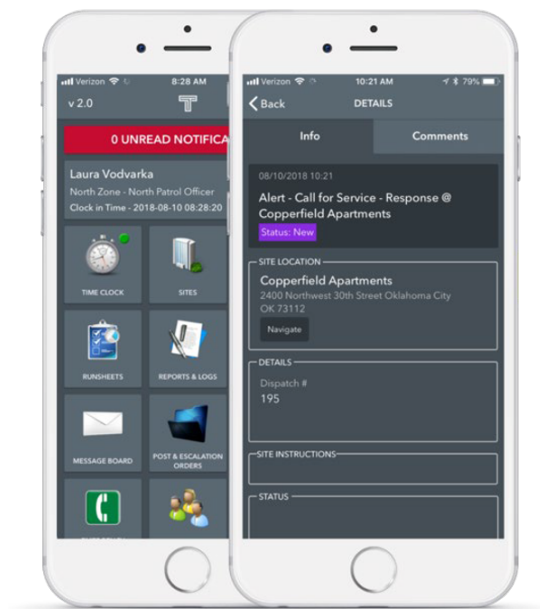 Verizon
8:28 AM
v 2.0
T
0 UNREAD NOTIFICA
Laura Vodvarka
North Zone - North Patrol Officer
Clock in Time - 2018-08-10 08:28:20
TIME CLOCK
SITES
RUNSHEETS
REPORTS & LOGS
MESSAGE BOARD
POST & ESCALATION
ORDERS
Verizon
10:21 AM
79%
Back
DETAILS
Info
Comments
08/10/2018 10:21
Alert - Call for Service - Response @
Copperfield Apartments
Status: New
SITE LOCATION
Copperfield Apartments
2400 Northwest 30th Street Oklahoma City
OK 73112
Navigate
DETAILS
Dispatch #
195
SITE INSTRUCTIONS
STATUS